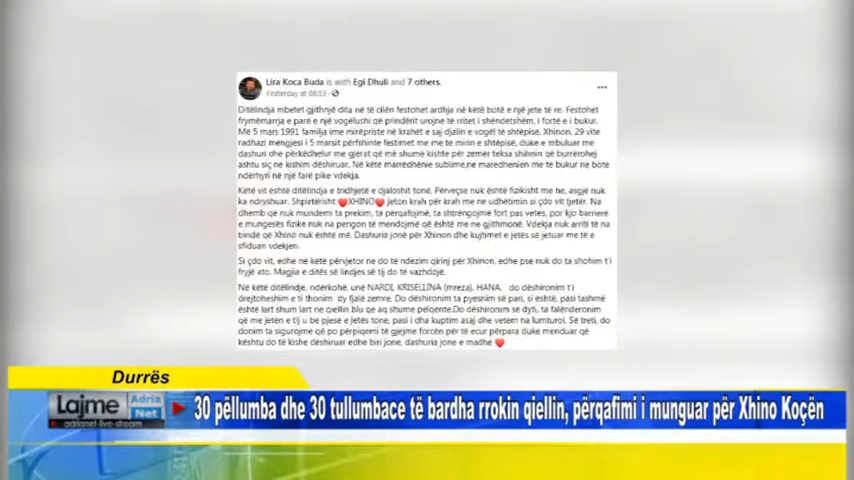 Lira Koca Buda is with Egi Dhuli and 7 others.
Yesterday at 08:53
Ditëlindja mbetet gjithnjë dita në të cilën festohet ardhja në këtë botë e një jete të re. Festohet
frymëmarrja e parë e një vogëlushi që prindërit urojnë të rritet i shëndetshëm, i fortë e i bukur.
Më 5 mars 1991 familja ime mirëpriste në krahët e saj djalin e vogël të shtëpisë, Xhinon. 29 vite
radhazi mëngjesi i 5 marsit përfshinte festimet me me të mirin e shtëpisë, duke e mbuluar me
dashuri dhe përkëdhelur me gjërat që më shumë kishte për zemër teksa shihnin që burrërohej
ashtu siç ne kishim dëshiruar. Në këtë marrëdhënie sublime,ne maredhenien me te bukur në botë
ndërhyri në një farë pike vdekja.
Këtë vit është ditëlindja e tridhjetë e djaloshit tonë. Përveçse nuk është fizikisht me ne, asgjë nuk
ka ndryshuar. Shpirtërisht ❤️XHINO❤️ jeton krah për krah me ne udhëtimin si çdo vit tjetër. Na
dhemb që nuk mundemi ta prekim, ta përqafojmë, ta shtrëngojmë fort pas vetes, por kjo barrierë
e mungesës fizike nuk na pengon të mendojmë që është me ne gjithmonë. Vdekja nuk arriti të na
bindë që Xhino nuk është më. Dashuria jonë për Xhinon dhe kujtimet e jetës së jetuar me të e
sfiduan vdekjen.
Si çdo vit, edhe në këtë përvjetor ne do të ndezim qirinj për Xhinon, edhe pse nuk do ta shohim t'i
fryjë ato. Magjia e ditës së lindjes së tij do të vazhdojë.
Në këtë ditëlindje, ndërkohë, unë NARDI, KRISELLINA (mreza), HANA, do dëshironim t'i
drejtoheshim e ti thonim dy fjalë zemre. Do dëshironim ta pyesnim së pari, si është, pasi tashmë
është lart shum lart ne qiellin blu qe aq shume pelqente.Do dëshironim së dyti, ta falënderonim
që me jetën e tij u be pjesë e jetës tone, pasi i dha kuptim asaj dhe vetem na lumturoi. Së treti, do
donim ta sigurojmë që po përpiqemi të gjejmë forcën për të ecur përpara duke menduar që
kështu do të kishe dëshiruar edhe biri jonë, dashuria jone e madhe ❤️.
Durrës
Lajme Adria Net
adrianet-live-stream
30 pëllumba dhe 30 tullumbace të bardha rrokin qiellin, përqafimi i munguar për Xhino Koçën